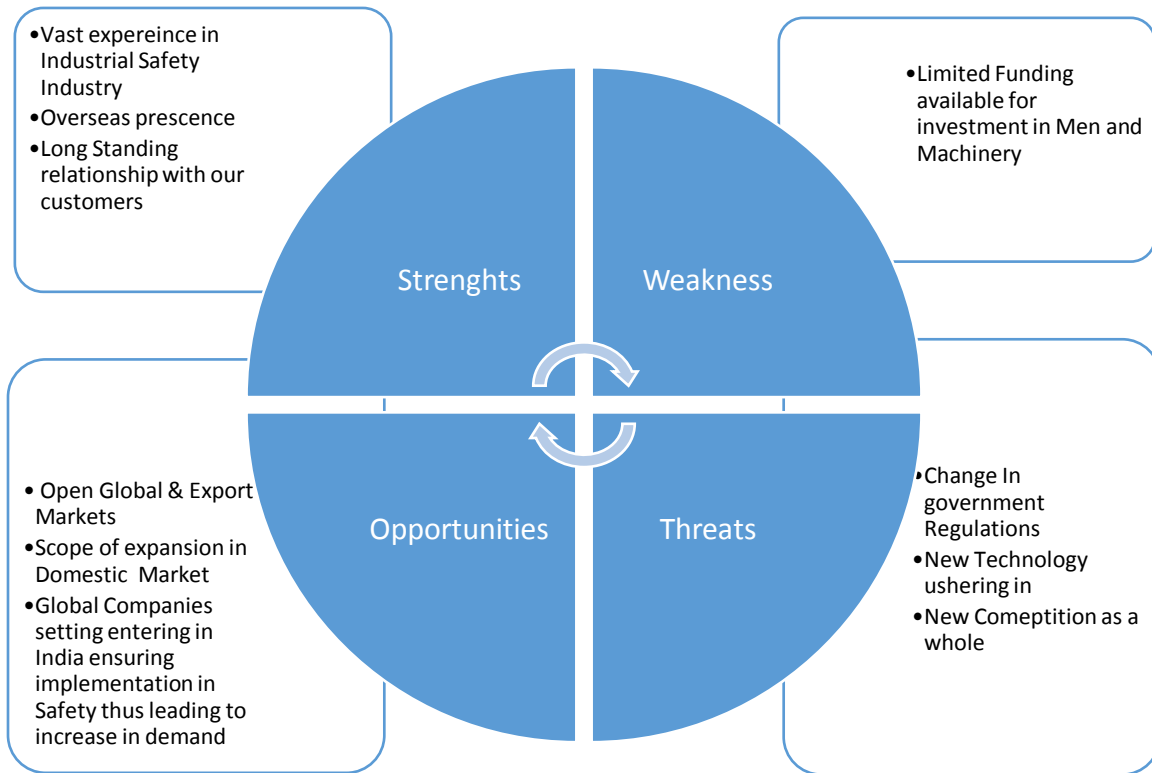 •Vast expereince in
Industrial Safety
Industry
•Overseas prescence
•Long Standing
relationship with our
customers
•Limited Funding
available for
investment in Men and
Machinery
Strenghts
Weakness
Opportunities
Threats
• Open Global & Export
Markets
•Scope of expansion in
Domestic Market
•Global Companies
setting entering in
India ensuring
implementation in
Safety thus leading to
increase in demand
•Change In
government
Regulations
•New Technology
ushering in
•New Comeptition as a
whole